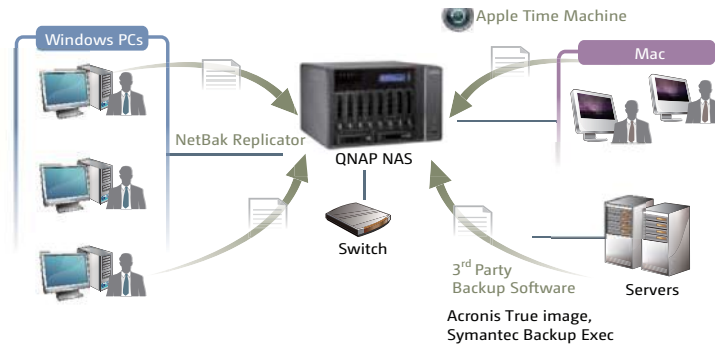 Apple Time Machine
Windows PCs
Mac
NetBak Replicator
QNAP NAS
Switch
3rd Party
Backup Software
Servers
Acronis True image,
Symantec Backup Exec